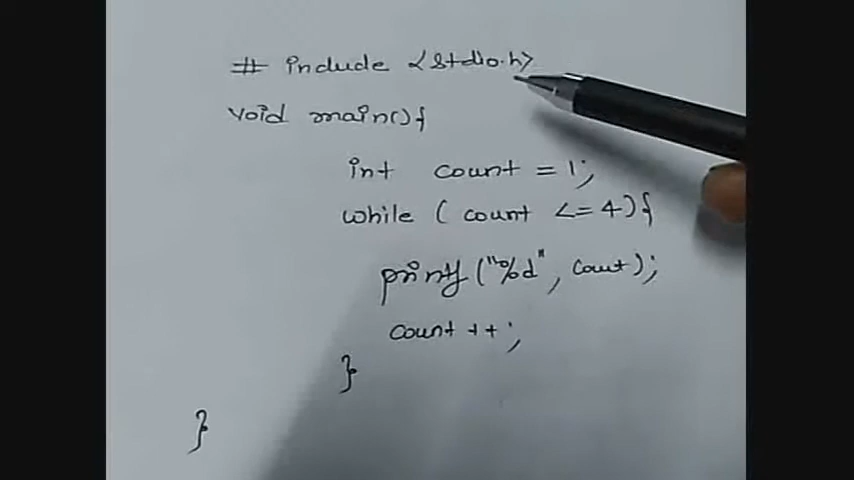 # include <stdio.h>
void main(){
int count = 1;
while ( count <= 4){
printf ("%d", count);
count ++;
}
}